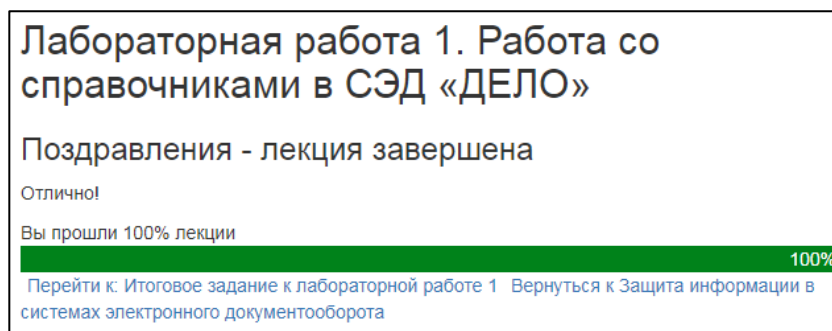 Лабораторная работа 1. Работа со
справочниками в СЭД «ДЕЛО»
Поздравления - лекция завершена
Отлично!
Вы прошли 100% лекции
100%
Перейти к: Итоговое задание к лабораторной работе 1 Вернуться к Защита информации в
системах электронного документооборота